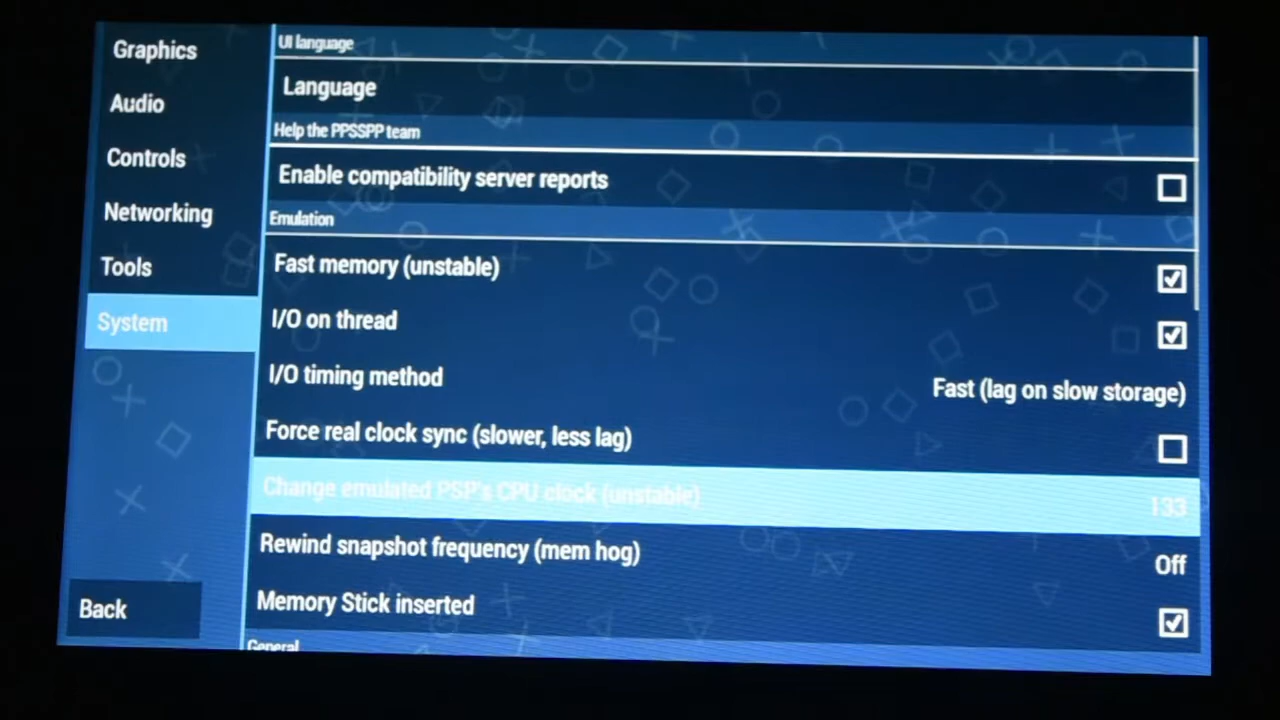 Graphics
Audio
Controls
Networking
Tools
System
Back
UI language
Language
Help the PPSSPP team
Enable compatibility server reports
Emulation
Fast memory (unstable)
I/O on thread
I/O timing method Fast (lag on slow storage)
Force real clock sync (slower, less lag)
Change emulated PSP's CPU clock (unstable) 133
Rewind snapshot frequency (mem hog) Off
Memory Stick inserted
General